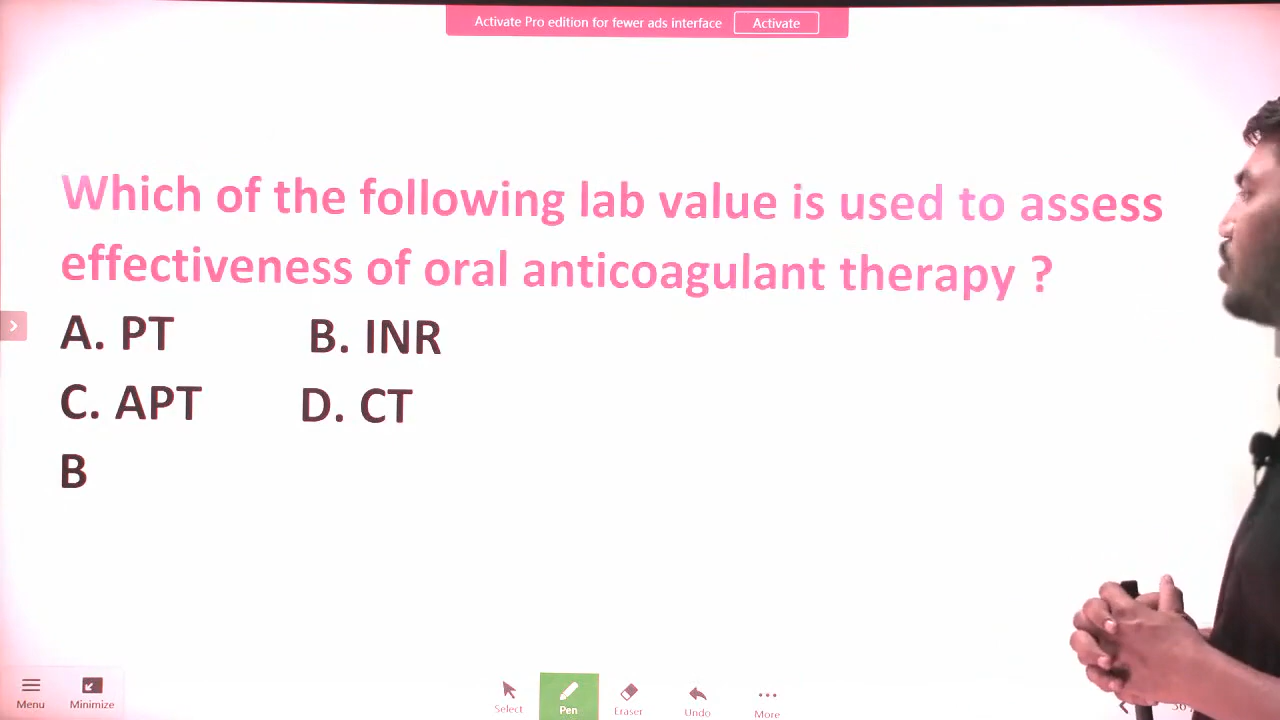 Activate Pro edition for fewer ads interface Activate
Which of the following lab value is used to assess
effectiveness of oral anticoagulant therapy ?
A. PT B. INR
C. APT D. CT
B
Menu Minimize Select Pen Eraser Undo More